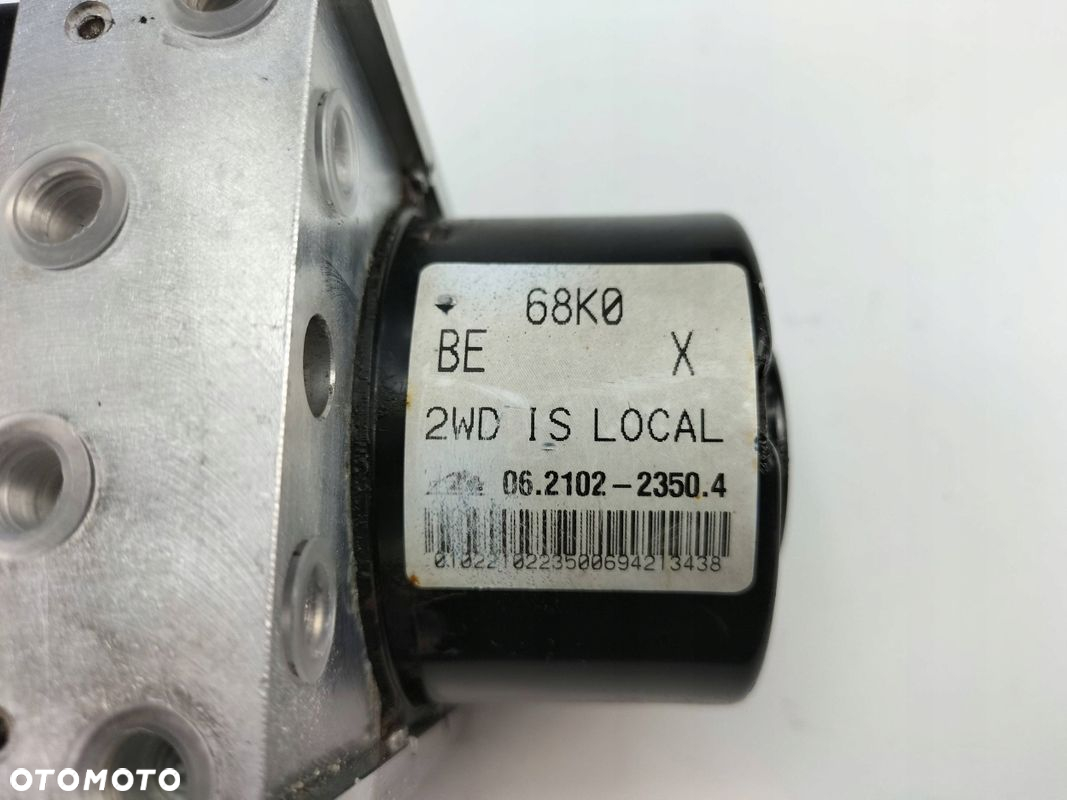 68K0
BE X
2WD IS LOCAL
06.2102-2350.4
0102210223500694213438
OTOMOTO